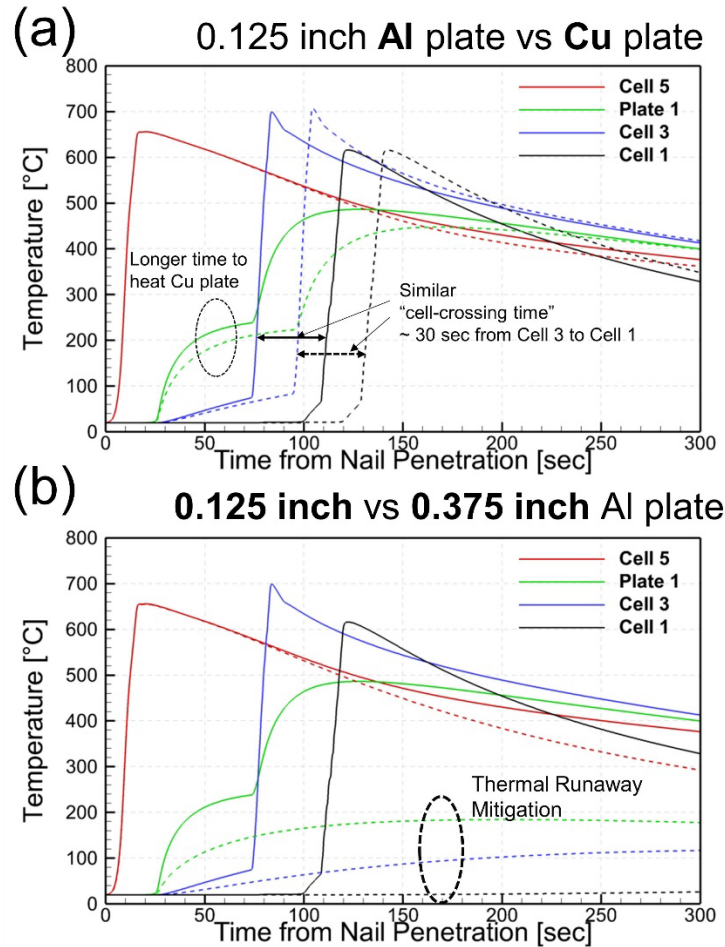 (a)
0.125 inch Al plate vs Cu plate
800
700
600
500
400
300
200
100
0
Temperature [°C]
Cell 5
Plate 1
Cell 3
Cell 1
Longer time to
heat Cu plate
Similar
“cell-crossing time”
~ 30 sec from Cell 3 to Cell 1
0 50 100 150 200 250 300
Time from Nail Penetration [sec]
(b)
0.125 inch vs 0.375 inch Al plate
800
700
600
500
400
300
200
100
0
Temperature [°C]
Cell 5
Plate 1
Cell 3
Cell 1
Thermal Runaway
Mitigation
0 50 100 150 200 250 300
Time from Nail Penetration [sec]